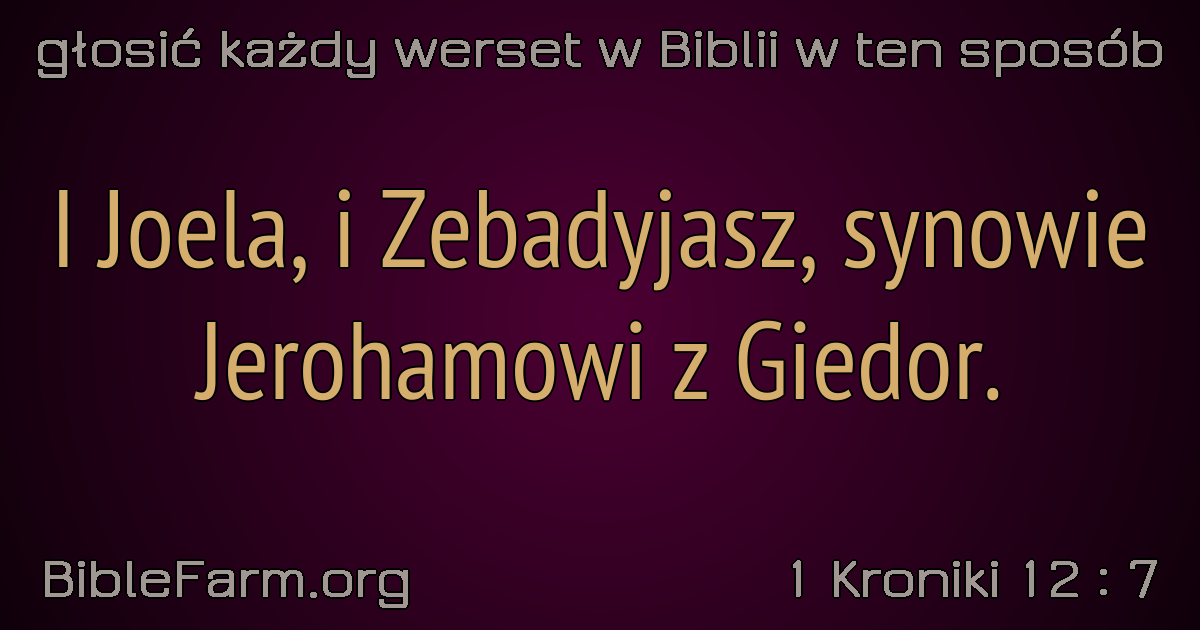 głosić każdy werset w Biblii w ten sposób
I Joela, i Zebadyjasz, synowie
Jerohamowi z Giedor.
BibleFarm.org
1 Kroniki 12 : 7